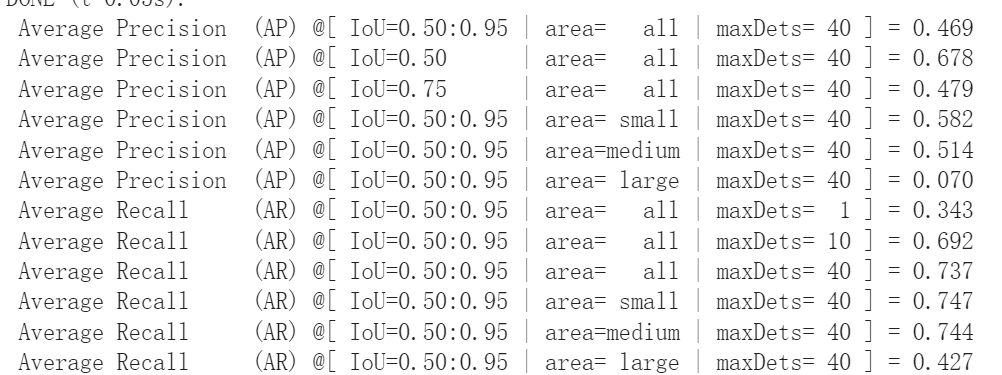 DONE (t=0.03s).
Average Precision  (AP) @[ IoU=0.50:0.95 | area=   all | maxDets= 40 ] = 0.469
Average Precision  (AP) @[ IoU=0.50      | area=   all | maxDets= 40 ] = 0.678
Average Precision  (AP) @[ IoU=0.75      | area=   all | maxDets= 40 ] = 0.479
Average Precision  (AP) @[ IoU=0.50:0.95 | area= small | maxDets= 40 ] = 0.582
Average Precision  (AP) @[ IoU=0.50:0.95 | area=medium | maxDets= 40 ] = 0.514
Average Precision  (AP) @[ IoU=0.50:0.95 | area= large | maxDets= 40 ] = 0.070
Average Recall     (AR) @[ IoU=0.50:0.95 | area=   all | maxDets=  1 ] = 0.343
Average Recall     (AR) @[ IoU=0.50:0.95 | area=   all | maxDets= 10 ] = 0.692
Average Recall     (AR) @[ IoU=0.50:0.95 | area=   all | maxDets= 40 ] = 0.737
Average Recall     (AR) @[ IoU=0.50:0.95 | area= small | maxDets= 40 ] = 0.747
Average Recall     (AR) @[ IoU=0.50:0.95 | area=medium | maxDets= 40 ] = 0.744
Average Recall     (AR) @[ IoU=0.50:0.95 | area= large | maxDets= 40 ] = 0.427